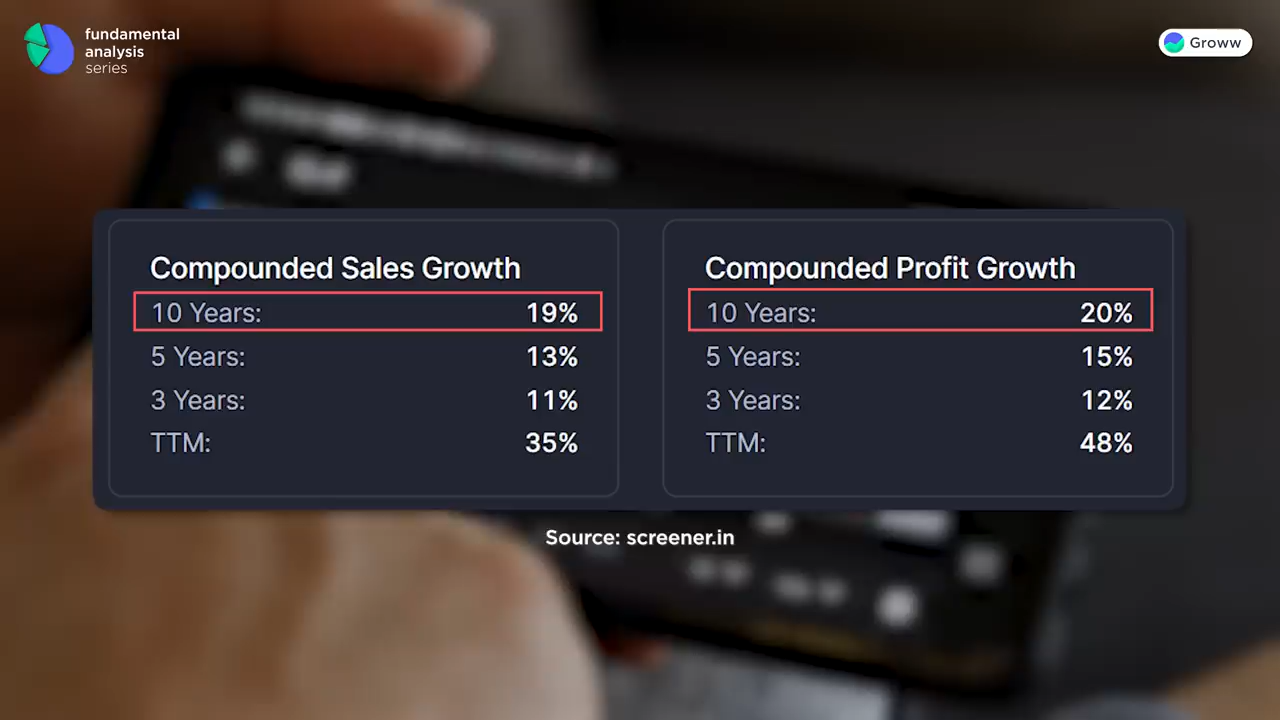 fundamental
analysis
series
Groww
Compounded Sales Growth
10 Years: 19%
5 Years: 13%
3 Years: 11%
TTM: 35%
Compounded Profit Growth
10 Years: 20%
5 Years: 15%
3 Years: 12%
TTM: 48%
Source: screener.in